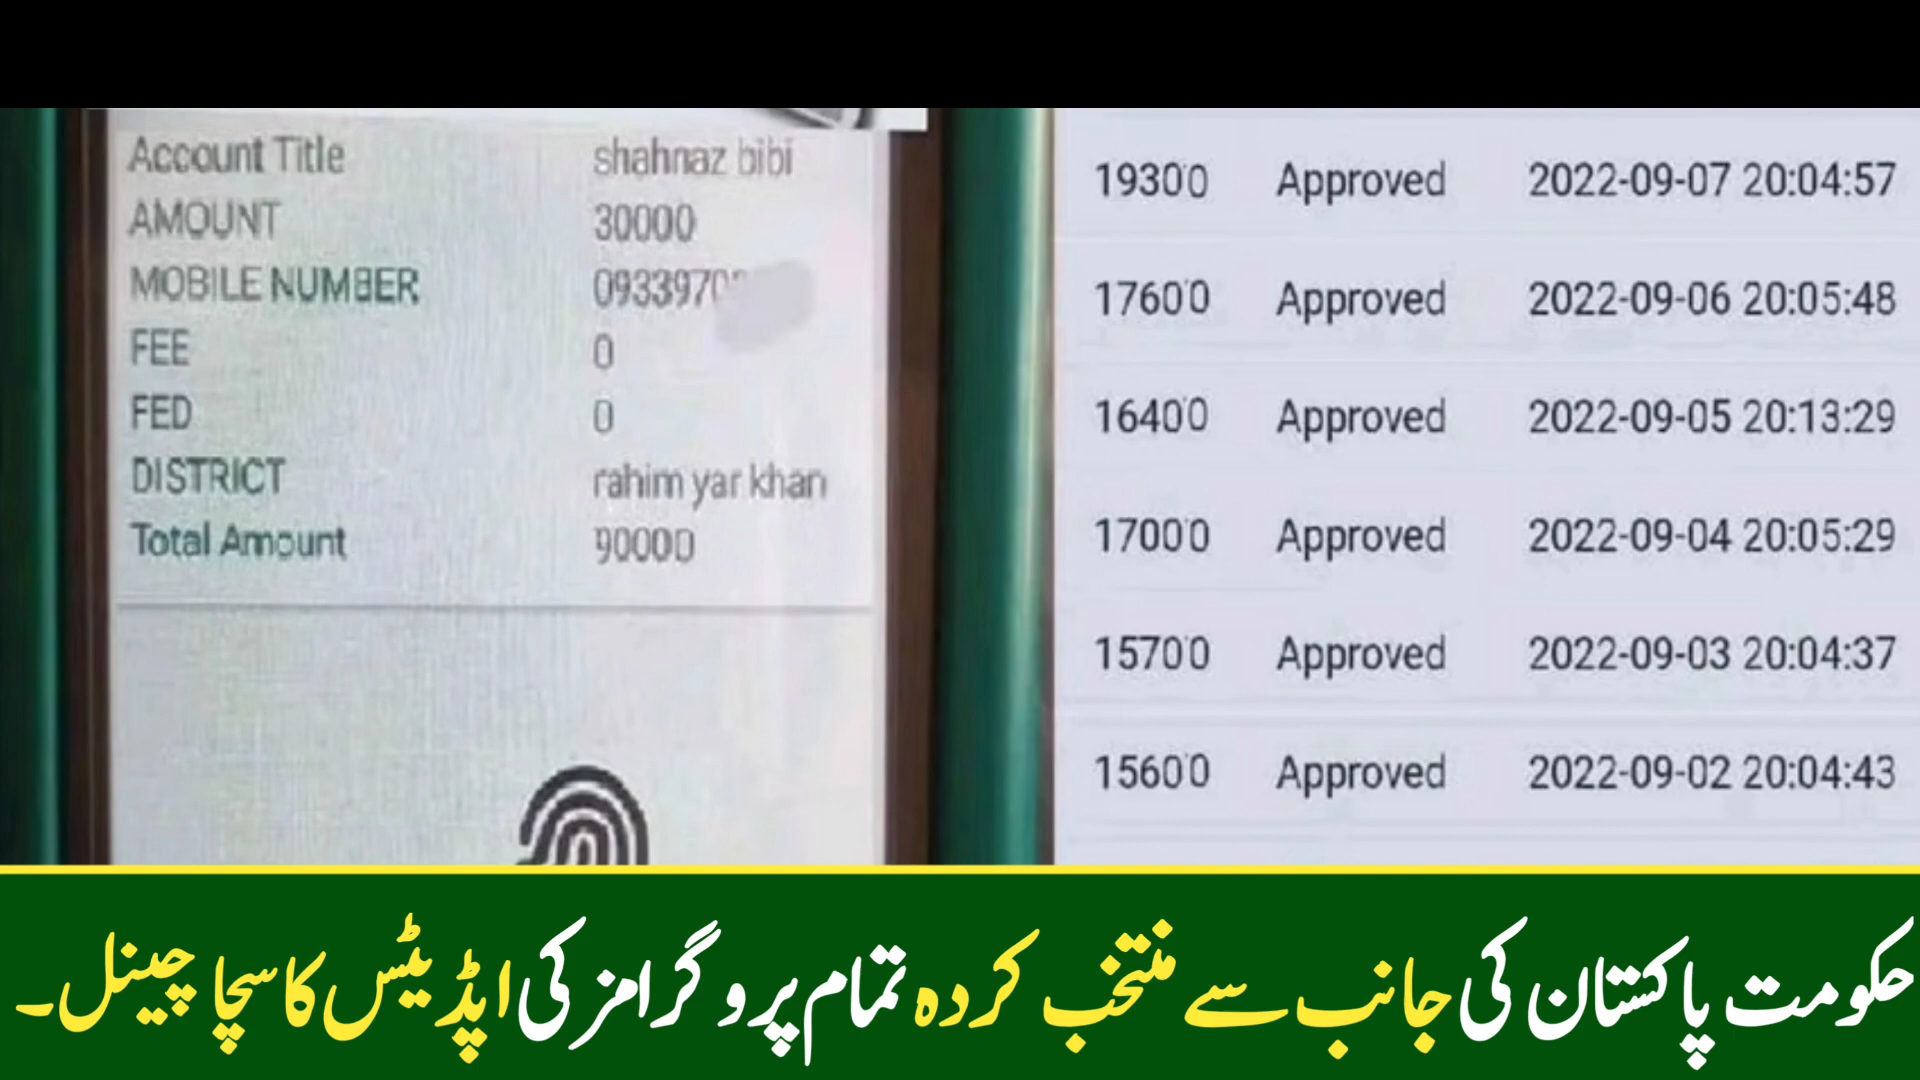 Account Title shahnaz bibi
AMOUNT 30000
MOBILE NUMBER 0933970
FEE 0
FED 0
DISTRICT rahim yar khan
Total Amount 90000
19300 Approved 2022-09-07 20:04:57
17600 Approved 2022-09-06 20:05:48
16400 Approved 2022-09-05 20:13:29
17000 Approved 2022-09-04 20:05:29
15700 Approved 2022-09-03 20:04:37
15600 Approved 2022-09-02 20:04:43
حکومت پاکستان کی جانب سے منتخب کردہ تمام پروگرامز کی اپڈیٹس کا سچا چینل۔